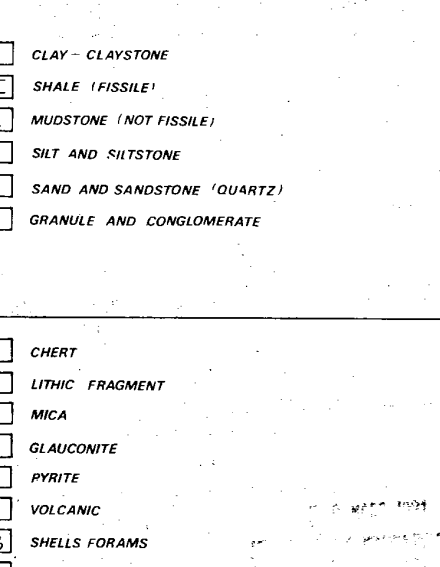 CLAY - CLAYSTONE
SHALE (FISSILE)
MUDSTONE (NOT FISSILE)
SILT AND SILTSTONE
SAND AND SANDSTONE (QUARTZ)
GRANULE AND CONGLOMERATE
CHERT
LITHIC FRAGMENT
MICA
GLAUCONITE
PYRITE
VOLCANIC
SHELLS FORAMS